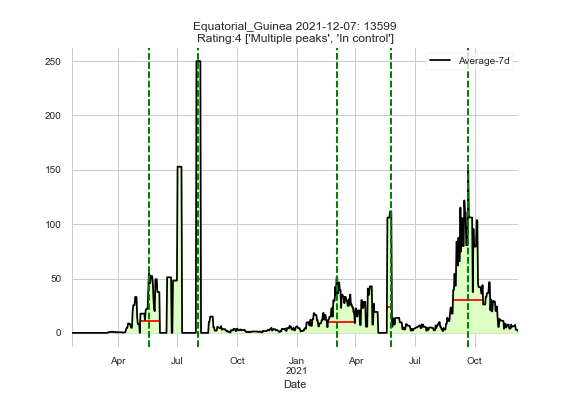 Equatorial_Guinea 2021-12-07: 13599
Rating:4 ['Multiple peaks', 'In control']
Average-7d
250
200
150
100
50
0
Apr Jul Oct Jan Apr Jul Oct
2021
Date